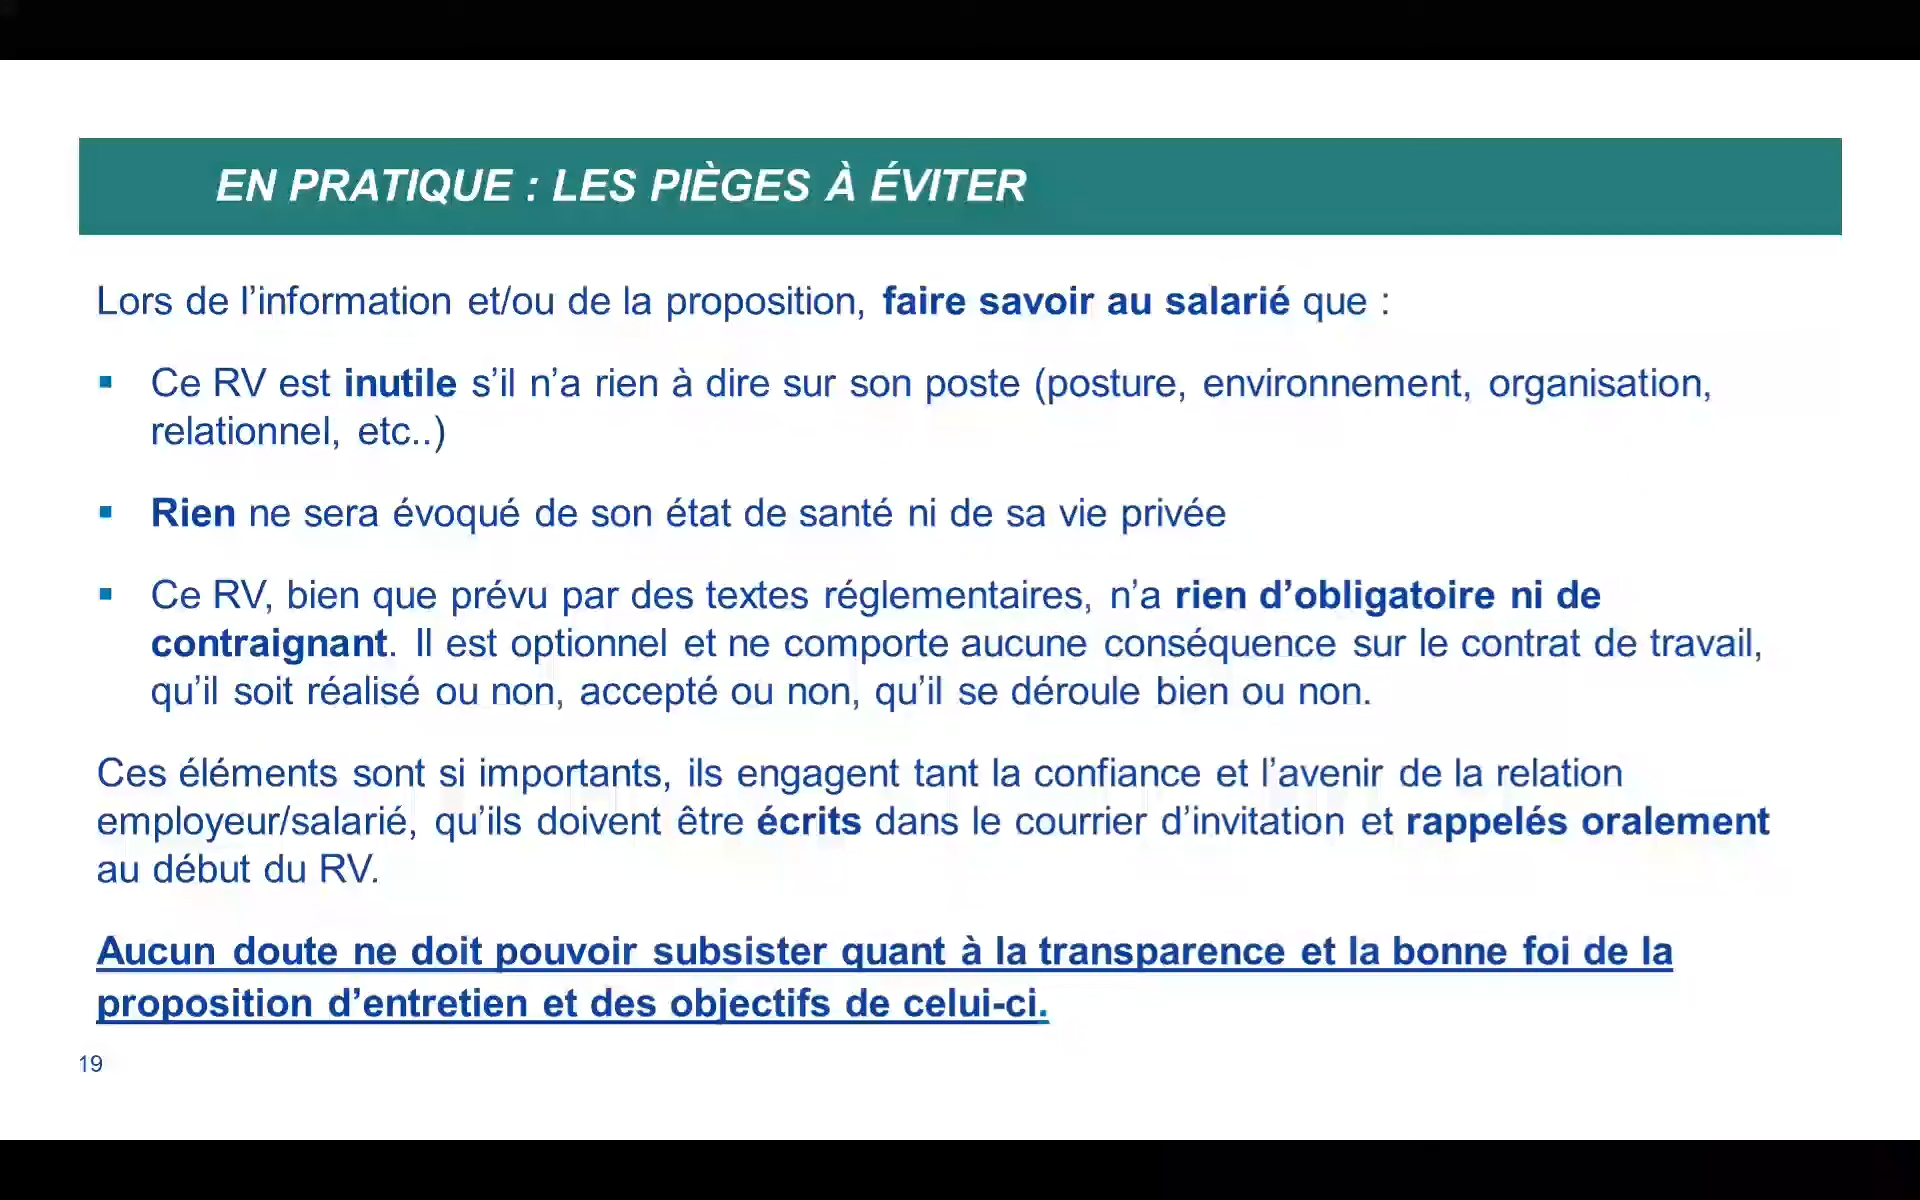 EN PRATIQUE : LES PIÈGES À ÉVITER
Lors de l’information et/ou de la proposition, faire savoir au salarié que :
▪ Ce RV est inutile s’il n’a rien à dire sur son poste (posture, environnement, organisation,
relationnel, etc..)
▪ Rien ne sera évoqué de son état de santé ni de sa vie privée
▪ Ce RV, bien que prévu par des textes réglementaires, n’a rien d’obligatoire ni de
contraignant. Il est optionnel et ne comporte aucune conséquence sur le contrat de travail,
qu’il soit réalisé ou non, accepté ou non, qu’il se déroule bien ou non.
Ces éléments sont si importants, ils engagent tant la confiance et l’avenir de la relation
employeur/salarié, qu’ils doivent être écrits dans le courrier d’invitation et rappelés oralement
au début du RV.
Aucun doute ne doit pouvoir subsister quant à la transparence et la bonne foi de la
proposition d’entretien et des objectifs de celui-ci.
19